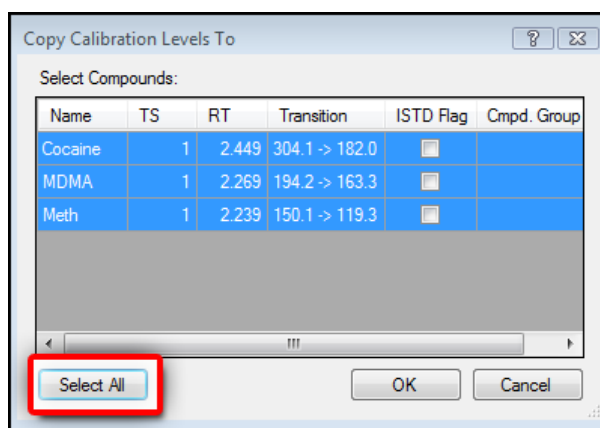 Copy Calibration Levels To
Select Compounds:
Name TS RT Transition ISTD Flag Cmpd. Group
Cocaine 1 2.449 304.1 -> 182.0
MDMA 1 2.269 194.2 -> 163.3
Meth 1 2.239 150.1 -> 119.3
Select All OK Cancel